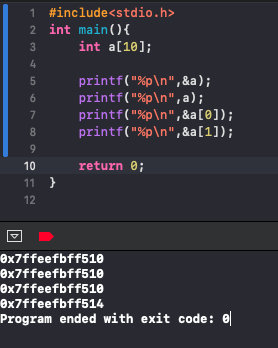 1 #include<stdio.h>
2 int main(){
3     int a[10];
4
5     printf("%p\n",&a);
6     printf("%p\n",a);
7     printf("%p\n",&a[0]);
8     printf("%p\n",&a[1]);
9
10     return 0;
11 }
12
0x7ffeefbff510
0x7ffeefbff510
0x7ffeefbff510
0x7ffeefbff514
Program ended with exit code: 0